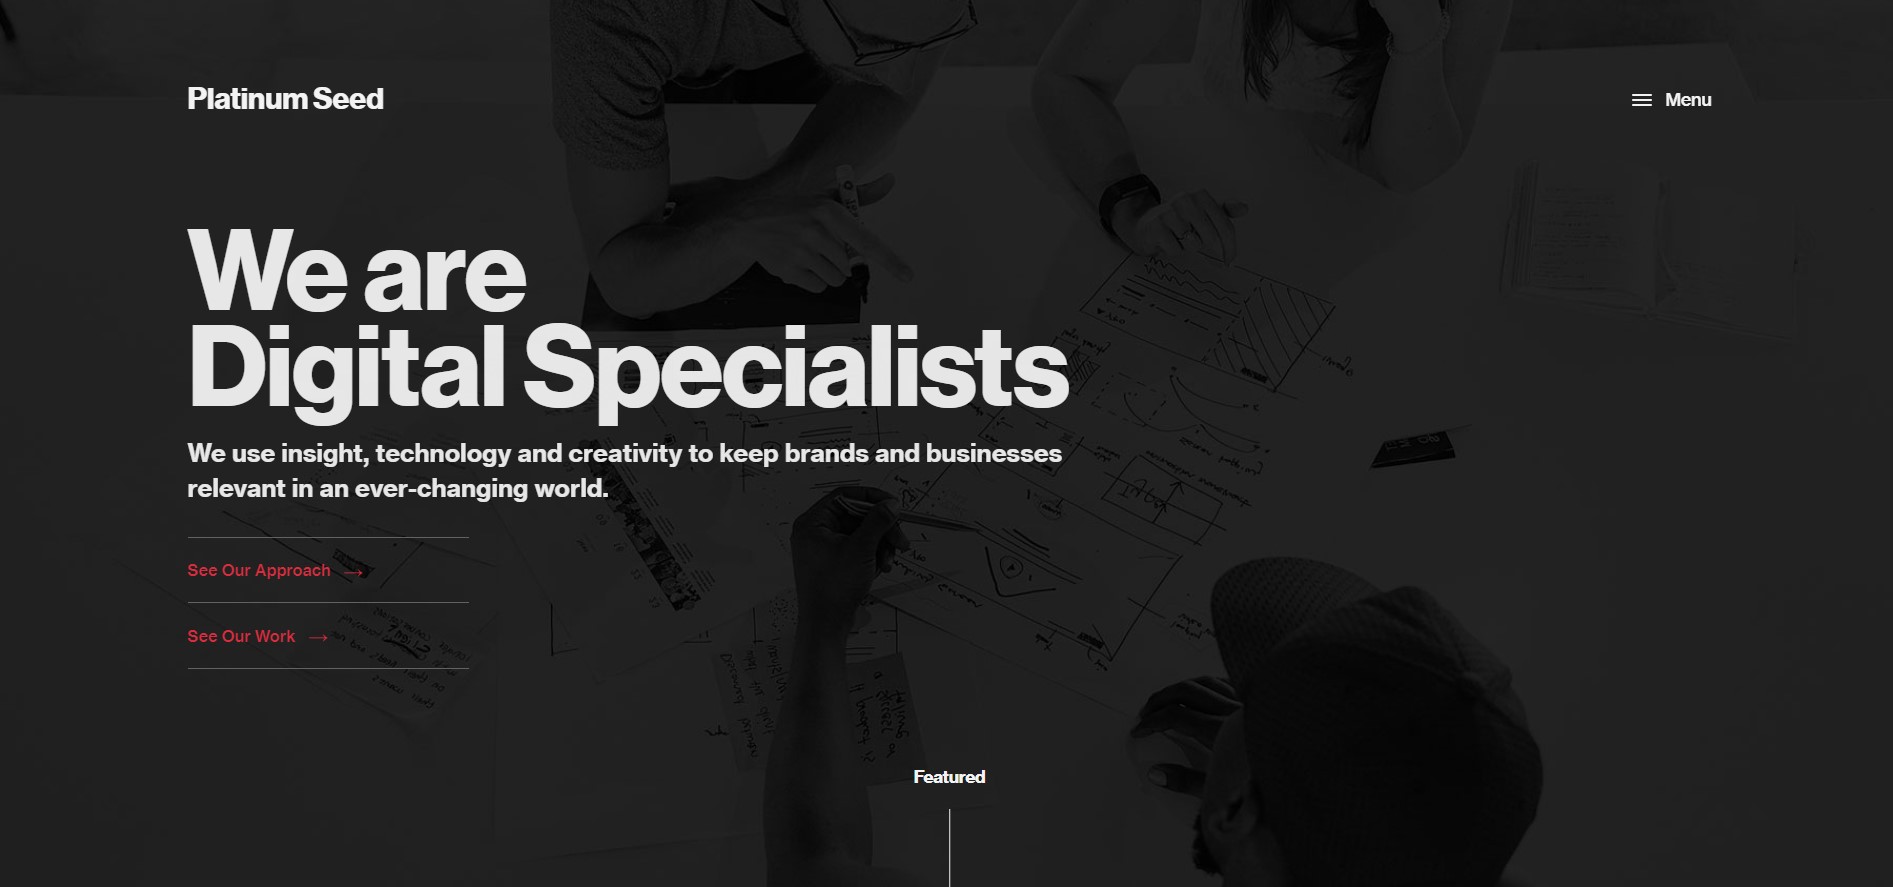 Platinum Seed
Menu
We are
Digital Specialists
We use insight, technology and creativity to keep brands and businesses
relevant in an ever-changing world.
See Our Approach →
See Our Work →
Featured